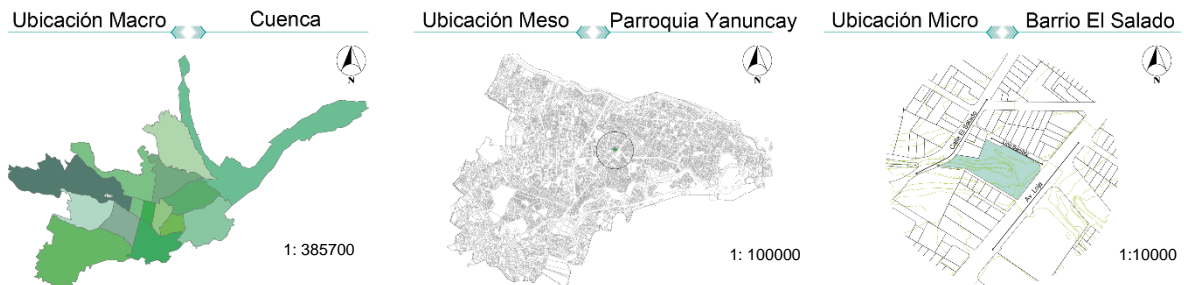 Ubicación Macro Cuenca
N
1: 385700
Ubicación Meso Parroquia Yanuncay
N
1: 100000
Ubicación Micro Barrio El Salado
N
Calle El Salado
Av. Loja
1:10000